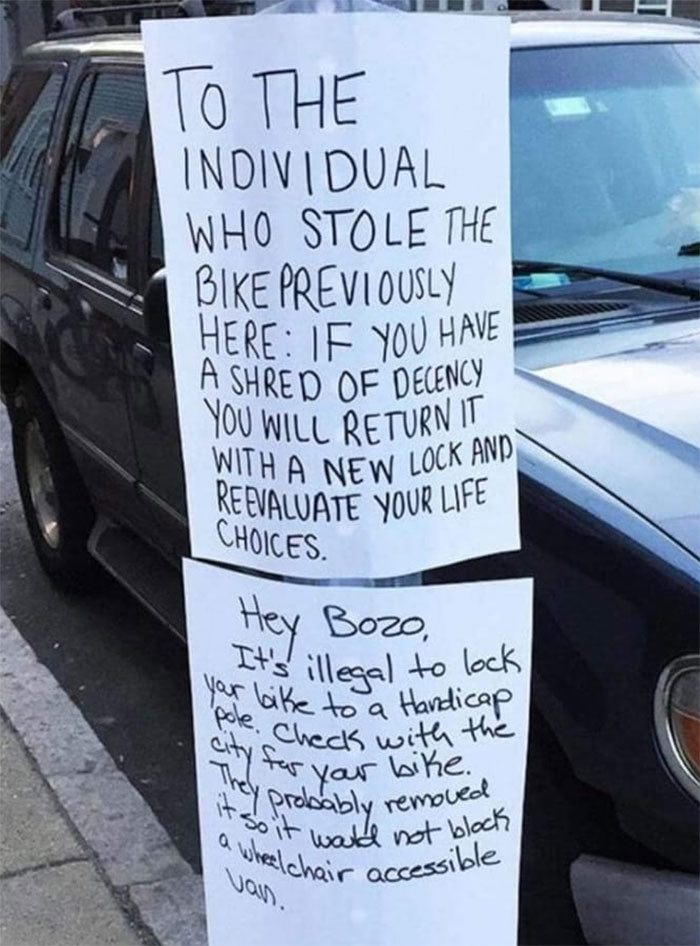 TO THE
INDIVIDUAL
WHO STOLE THE
BIKE PREVIOUSLY
HERE: IF YOU HAVE
A SHRED OF DECENCY
YOU WILL RETURN IT
WITH A NEW LOCK AND
REEVALUATE YOUR LIFE
CHOICES.
Hey Bozo,
It's illegal to lock
your bike to a Handicap
pole. Check with the
city for your bike.
They probably removed
it so it would not block
a wheelchair accessible
van.